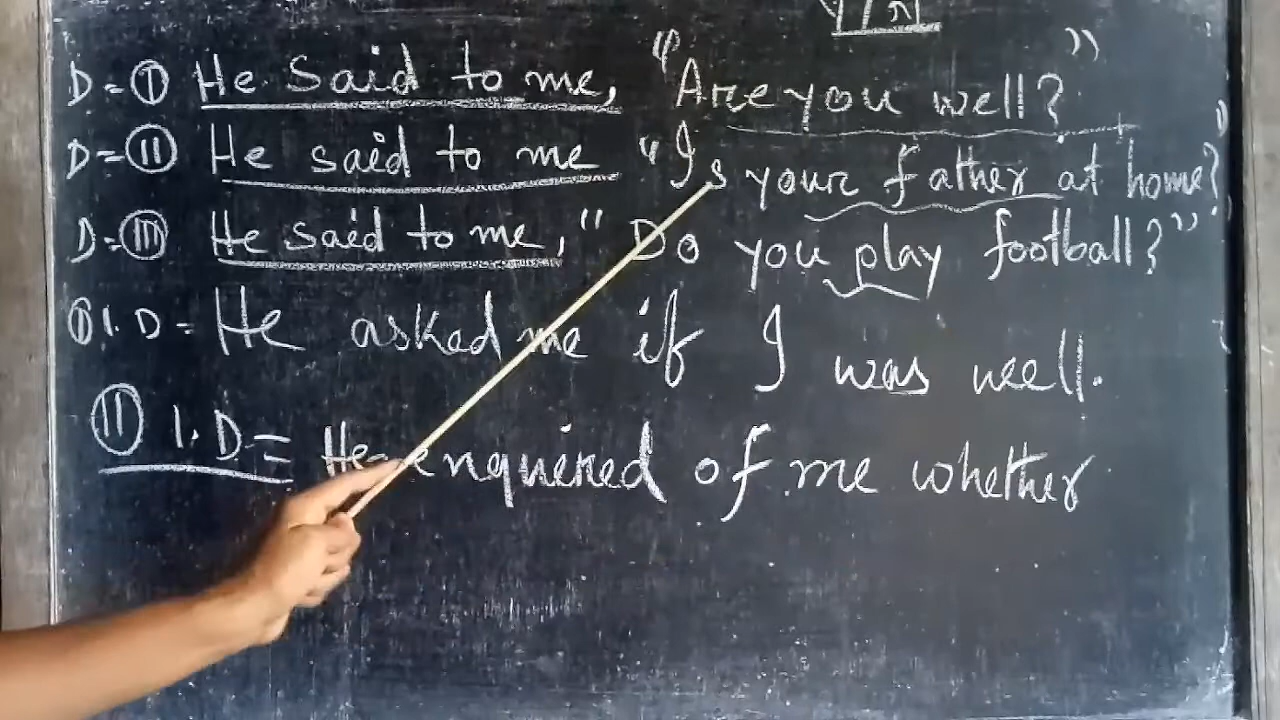 D=① He Said to me, "Are you well?"
D=⑪ He said to me "Is your father at home?"
D=⑪⑪ He said to me, "Do you play football?"
① I.D = He asked me if I was well.
⑪ I.D = He enquired of me whether